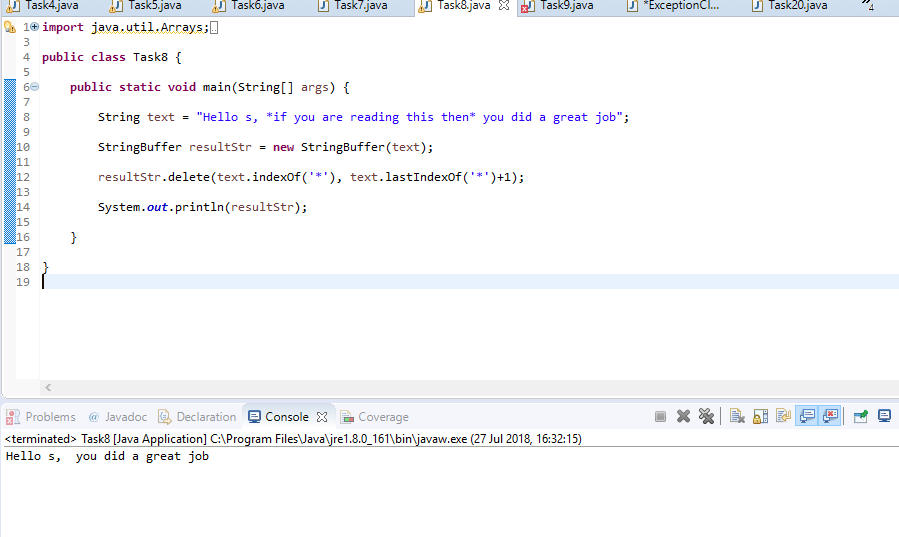 Task4.java Task5.java Task6.java Task7.java Task8.java Task9.java *ExceptionCl... Task20.java »4
1 import java.util.Arrays;
3
4 public class Task8 {
5
6 public static void main(String[] args) {
7
8 String text = "Hello s, *if you are reading this then* you did a great job";
9
10 StringBuffer resultStr = new StringBuffer(text);
11
12 resultStr.delete(text.indexOf('*'), text.lastIndexOf('*')+1);
13
14 System.out.println(resultStr);
15
16 }
17
18 }
19
Problems @ Javadoc Declaration Console Coverage
<terminated> Task8 [Java Application] C:\Program Files\Java\jre1.8.0_161\bin\javaw.exe (27 Jul 2018, 16:32:15)
Hello s,  you did a great job